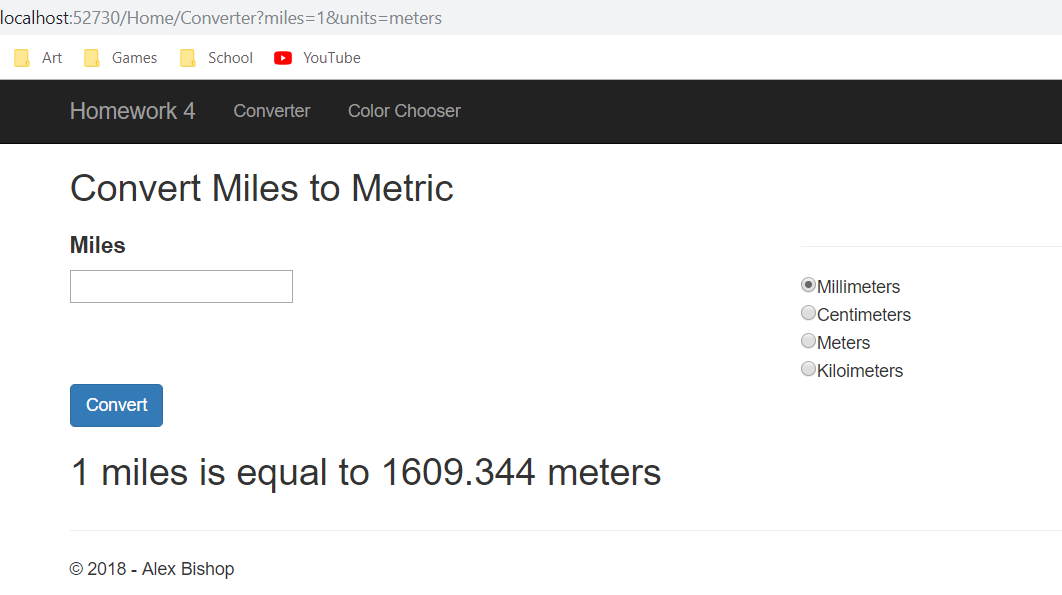 localhost:52730/Home/Converter?miles=1&units=meters
Art Games School YouTube
Homework 4 Converter Color Chooser
Convert Miles to Metric
Miles
Millimeters
Centimeters
Meters
Kiloimeters
Convert
1 miles is equal to 1609.344 meters
© 2018 - Alex Bishop